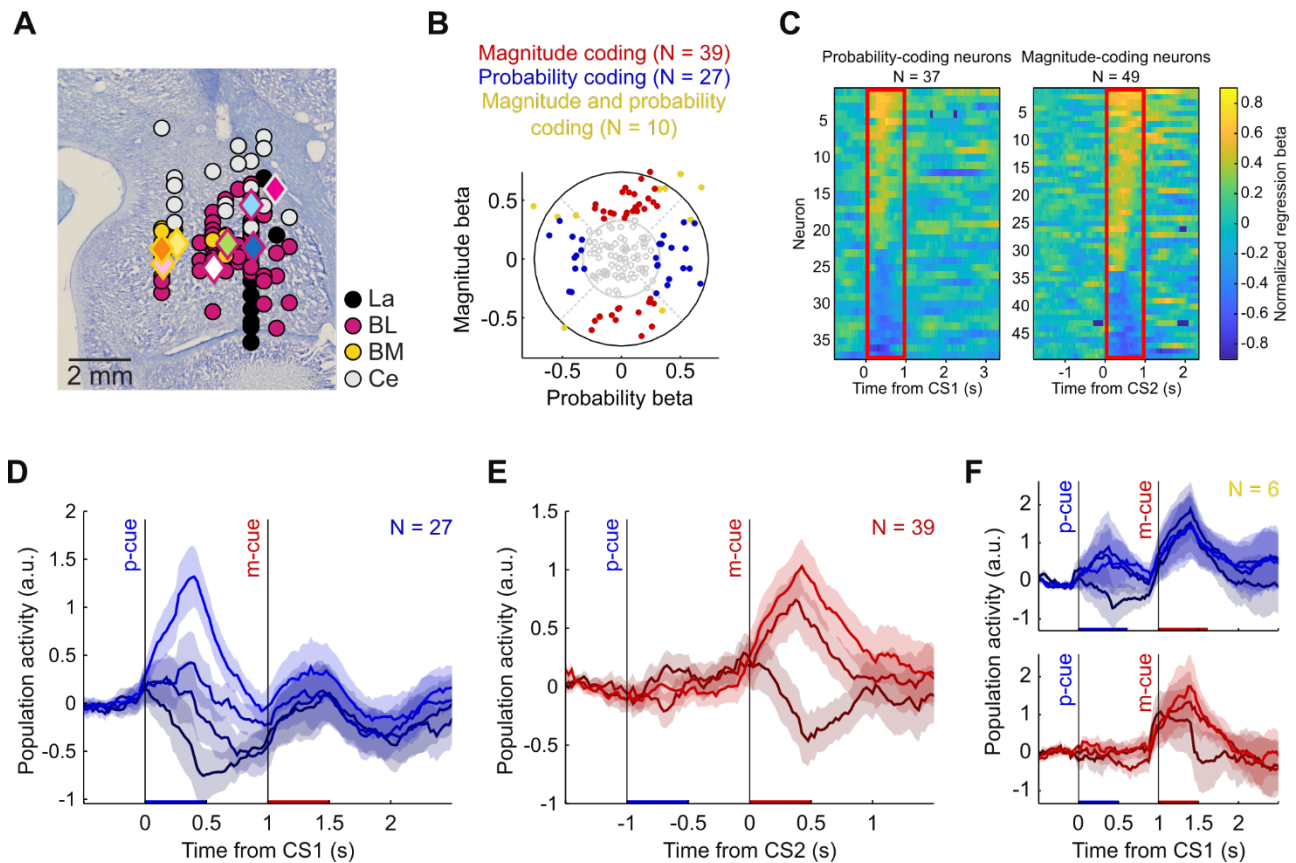 A
2 mm
La
BL
BM
Ce
B
Magnitude coding (N = 39)
Probability coding (N = 27)
Magnitude and probability
coding (N = 10)
Magnitude beta
0.5
0
-0.5
-0.5 0 0.5
Probability beta
C
Probability-coding neurons
N = 37
Magnitude-coding neurons
N = 49
Neuron
5
10
15
20
25
30
35
0 1 2 3
Time from CS1 (s)
5
10
15
20
25
30
35
40
45
-1 0 1 2
Time from CS2 (s)
0.8
0.6
0.4
0.2
0
-0.2
-0.4
-0.6
-0.8
Normalized regression beta
D
Population activity (a.u.)
2
1.5
1
0.5
0
-0.5
-1
p-cue
m-cue
N = 27
0 0.5 1 1.5 2
Time from CS1 (s)
E
Population activity (a.u.)
1.5
1
0.5
0
-0.5
-1
p-cue
m-cue
N = 39
-1 -0.5 0 0.5 1
Time from CS2 (s)
F
Population activity (a.u.)
p-cue
m-cue
N = 6
2
1
0
-1
p-cue
m-cue
2
1
0
-1
0 0.5 1 1.5 2
Time from CS1 (s)